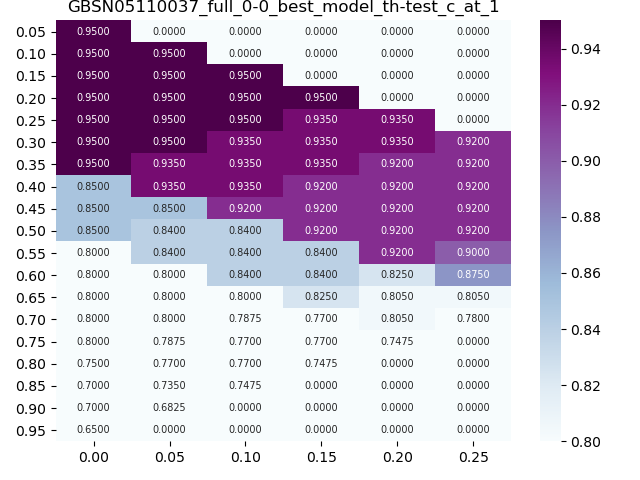 GBSN05110037_full_0-0_best_model_th-test_c_at_1
0.05 0.9500 0.0000 0.0000 0.0000 0.0000 0.0000
0.10 0.9500 0.9500 0.0000 0.0000 0.0000 0.0000
0.15 0.9500 0.9500 0.9500 0.0000 0.0000 0.0000
0.20 0.9500 0.9500 0.9500 0.9500 0.0000 0.0000
0.25 0.9500 0.9500 0.9500 0.9350 0.9350 0.0000
0.30 0.9500 0.9500 0.9350 0.9350 0.9350 0.9200
0.35 0.9500 0.9350 0.9350 0.9350 0.9200 0.9200
0.40 0.8500 0.9350 0.9350 0.9200 0.9200 0.9200
0.45 0.8500 0.8500 0.9200 0.9200 0.9200 0.9200
0.50 0.8500 0.8400 0.8400 0.9200 0.9200 0.9200
0.55 0.8000 0.8400 0.8400 0.8400 0.9200 0.9000
0.60 0.8000 0.8000 0.8400 0.8400 0.8250 0.8750
0.65 0.8000 0.8000 0.8000 0.8250 0.8050 0.8050
0.70 0.8000 0.8000 0.7875 0.7700 0.8050 0.7800
0.75 0.8000 0.7875 0.7700 0.7700 0.7475 0.0000
0.80 0.7500 0.7700 0.7700 0.7475 0.0000 0.0000
0.85 0.7000 0.7350 0.7475 0.0000 0.0000 0.0000
0.90 0.7000 0.6825 0.0000 0.0000 0.0000 0.0000
0.95 0.6500 0.0000 0.0000 0.0000 0.0000 0.0000
0.00 0.05 0.10 0.15 0.20 0.25
0.94
0.92
0.90
0.88
0.86
0.84
0.82
0.80